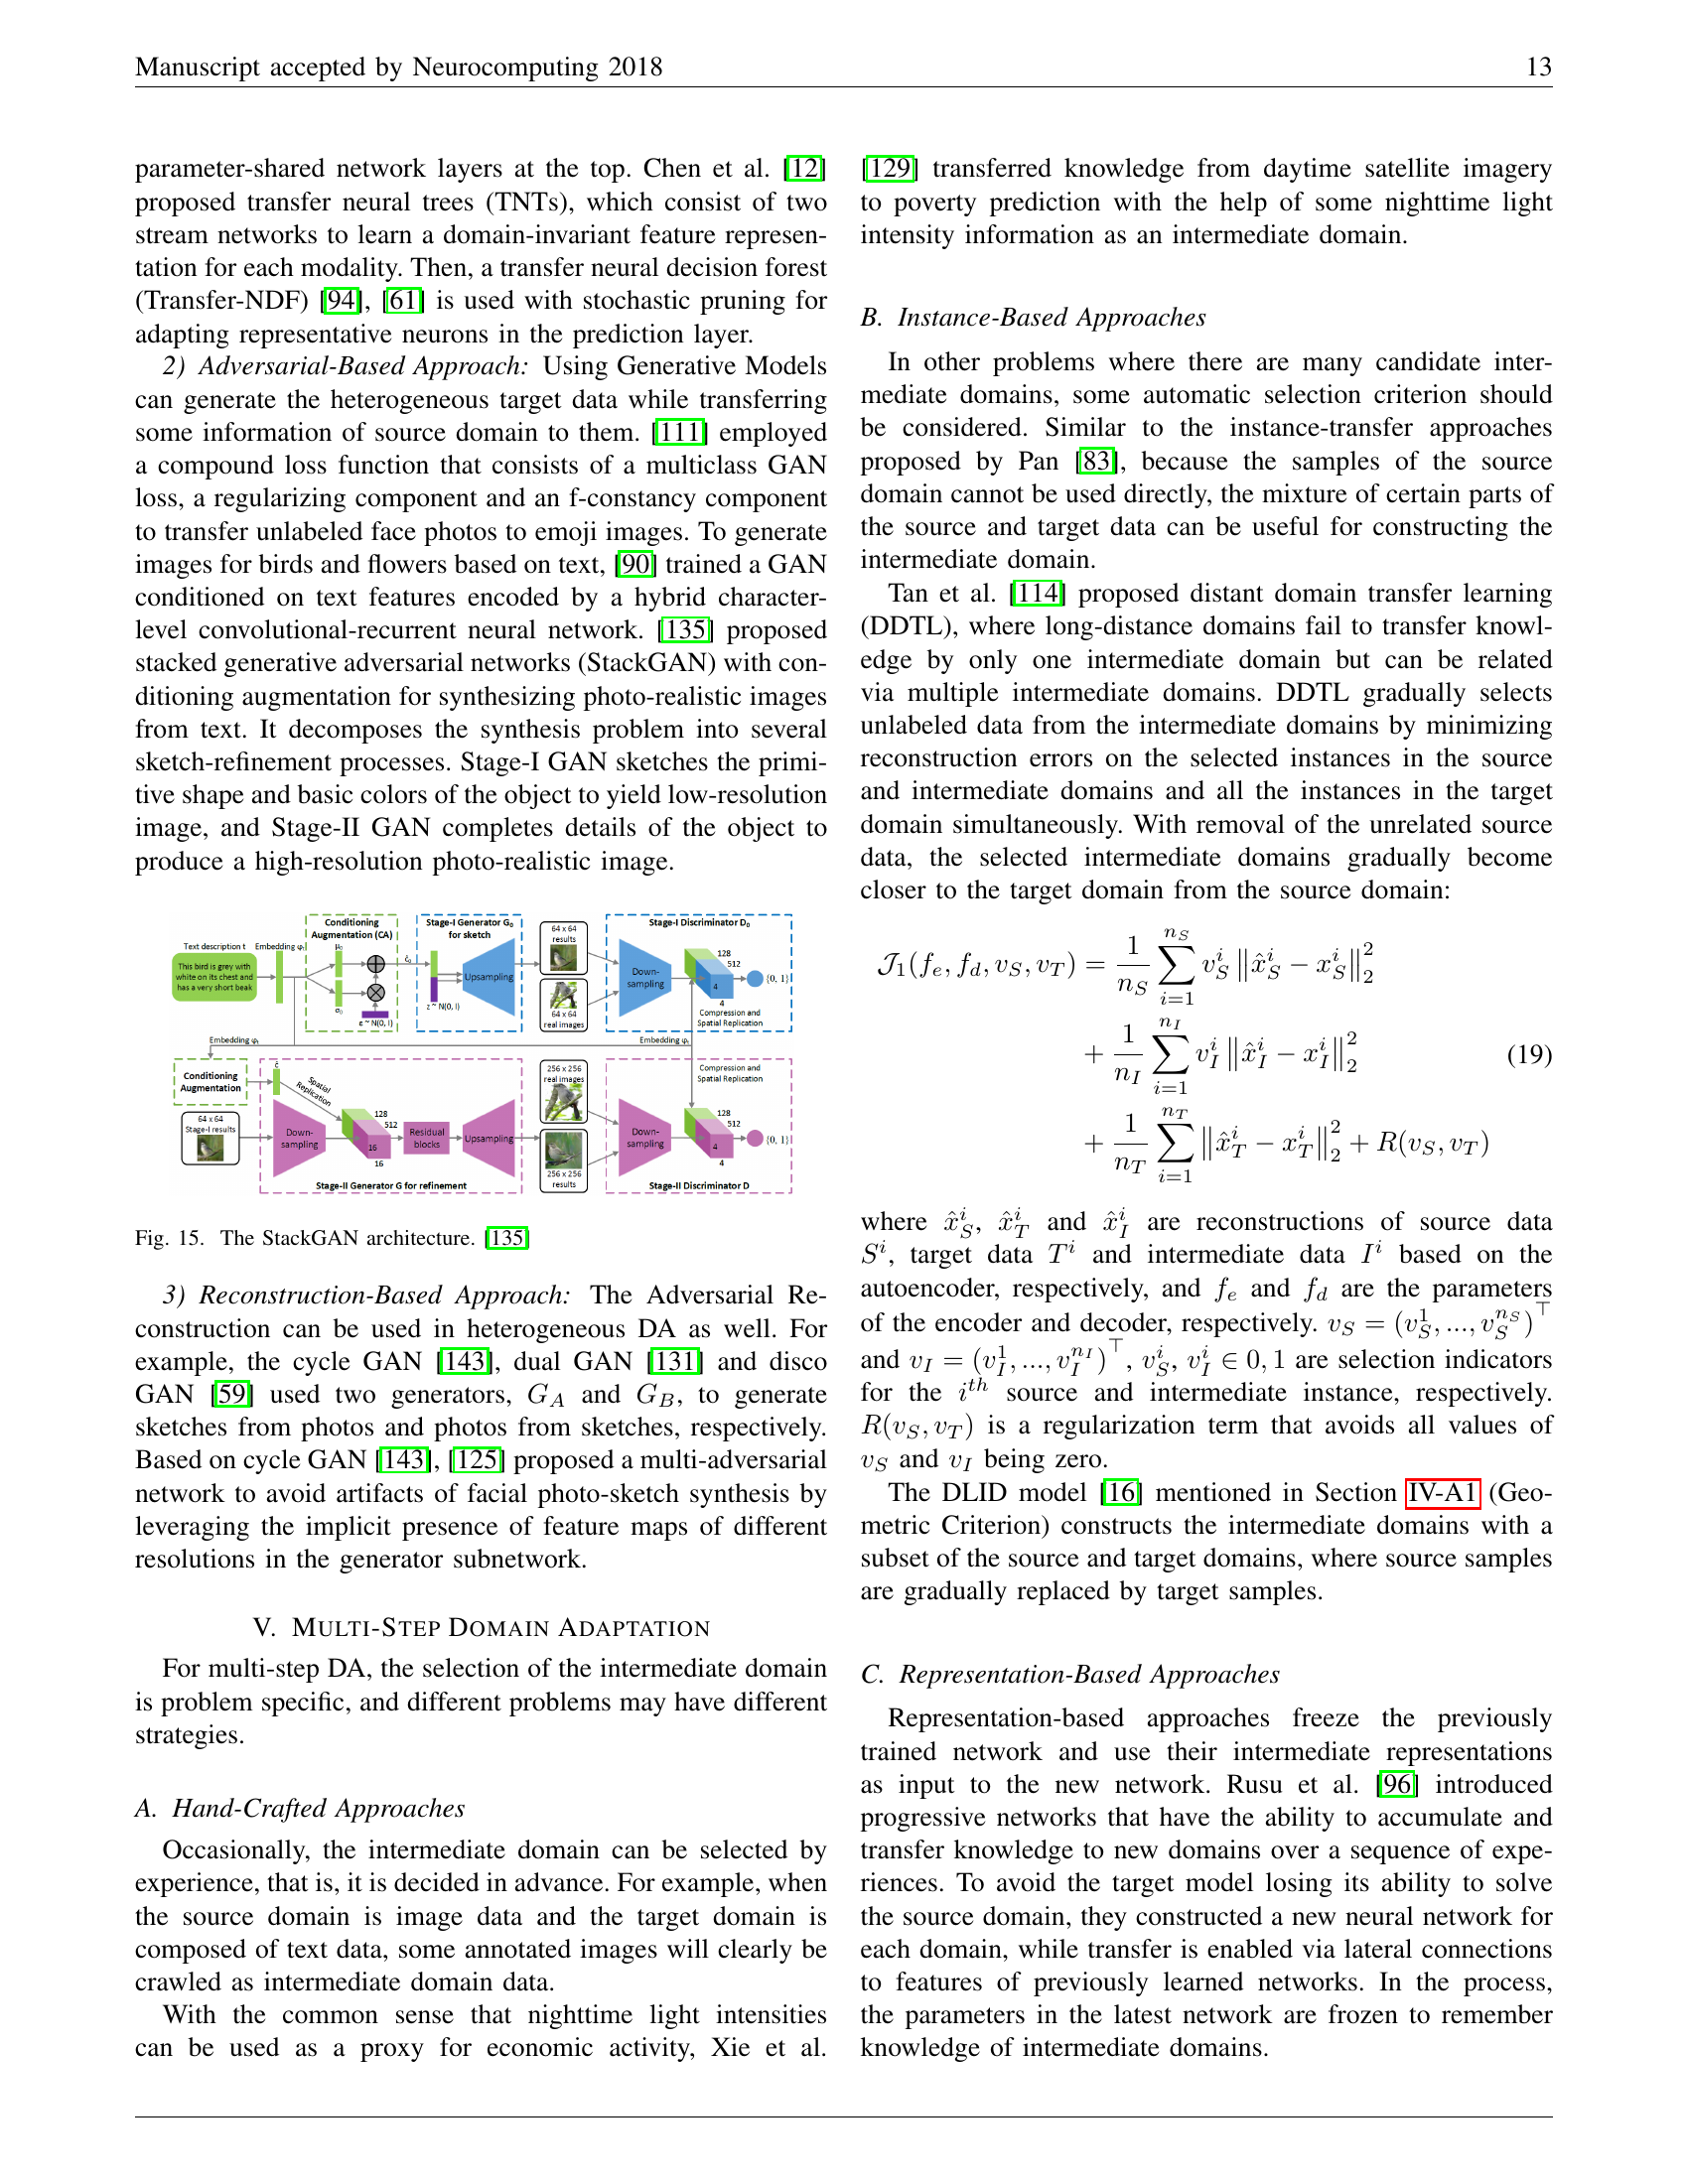 Manuscript accepted by Neurocomputing 2018
13
parameter-shared network layers at the top. Chen et al. [12]
proposed transfer neural trees (TNTs), which consist of two
stream networks to learn a domain-invariant feature represen-
tation for each modality. Then, a transfer neural decision forest
(Transfer-NDF) [94], [61] is used with stochastic pruning for
adapting representative neurons in the prediction layer.
2) Adversarial-Based Approach: Using Generative Models
can generate the heterogeneous target data while transferring
some information of source domain to them. [111] employed
a compound loss function that consists of a multiclass GAN
loss, a regularizing component and an f-constancy component
to transfer unlabeled face photos to emoji images. To generate
images for birds and flowers based on text, [90] trained a GAN
conditioned on text features encoded by a hybrid character-
level convolutional-recurrent neural network. [135] proposed
stacked generative adversarial networks (StackGAN) with con-
ditioning augmentation for synthesizing photo-realistic images
from text. It decomposes the synthesis problem into several
sketch-refinement processes. Stage-I GAN sketches the primi-
tive shape and basic colors of the object to yield low-resolution
image, and Stage-II GAN completes details of the object to
produce a high-resolution photo-realistic image.
Conditioning
Augmentation (CA)
Stage-I Generator G₀
for sketch
64 x 64
results
Stage-I Discriminator D₀
Text description t
Embedding φₜ
μ₀
ĉ₀
This bird is grey with
white on its chest and
has a very short beak
σ₀
ε ~ N(0, I)
z ~ N(0, I)
Upsampling
64 x 64
real images
Down-
sampling
128
512
4
4
{0, 1}
Compression and
Spatial Replication
Embedding φₜ
Embedding φₜ
Conditioning
Augmentation
ĉ
Spatial
Replication
256 x 256
real images
Compression and
Spatial Replication
64 x 64
Stage-I results
Down-
sampling
128
512
16
16
Residual
blocks
Upsampling
256 x 256
results
Down-
sampling
128
512
4
4
{0, 1}
Stage-II Generator G for refinement
Stage-II Discriminator D
Fig. 15. The StackGAN architecture. [135]
3) Reconstruction-Based Approach: The Adversarial Re-
construction can be used in heterogeneous DA as well. For
example, the cycle GAN [143], dual GAN [131] and disco
GAN [59] used two generators, G_A and G_B, to generate
sketches from photos and photos from sketches, respectively.
Based on cycle GAN [143], [125] proposed a multi-adversarial
network to avoid artifacts of facial photo-sketch synthesis by
leveraging the implicit presence of feature maps of different
resolutions in the generator subnetwork.
V. MULTI-STEP DOMAIN ADAPTATION
For multi-step DA, the selection of the intermediate domain
is problem specific, and different problems may have different
strategies.
A. Hand-Crafted Approaches
Occasionally, the intermediate domain can be selected by
experience, that is, it is decided in advance. For example, when
the source domain is image data and the target domain is
composed of text data, some annotated images will clearly be
crawled as intermediate domain data.
With the common sense that nighttime light intensities
can be used as a proxy for economic activity, Xie et al.
[129] transferred knowledge from daytime satellite imagery
to poverty prediction with the help of some nighttime light
intensity information as an intermediate domain.
B. Instance-Based Approaches
In other problems where there are many candidate inter-
mediate domains, some automatic selection criterion should
be considered. Similar to the instance-transfer approaches
proposed by Pan [83], because the samples of the source
domain cannot be used directly, the mixture of certain parts of
the source and target data can be useful for constructing the
intermediate domain.
Tan et al. [114] proposed distant domain transfer learning
(DDTL), where long-distance domains fail to transfer knowl-
edge by only one intermediate domain but can be related
via multiple intermediate domains. DDTL gradually selects
unlabeled data from the intermediate domains by minimizing
reconstruction errors on the selected instances in the source
and intermediate domains and all the instances in the target
domain simultaneously. With removal of the unrelated source
data, the selected intermediate domains gradually become
closer to the target domain from the source domain:
J_1(f_e, f_d, v_S, v_T) = \frac{1}{n_S} \sum_{i=1}^{n_S} v_S^i \|\hat{x}_S^i − x_S^i\|_2^2
+ \frac{1}{n_I} \sum_{i=1}^{n_I} v_I^i \|\hat{x}_I^i − x_I^i\|_2^2 (19)
+ \frac{1}{n_T} \sum_{i=1}^{n_T} \|\hat{x}_T^i − x_T^i\|_2^2 + R(v_S, v_T)
where \hat{x}_S^i, \hat{x}_T^i and \hat{x}_I^i are reconstructions of source data
S^i, target data T^i and intermediate data I^i based on the
autoencoder, respectively, and f_e and f_d are the parameters
of the encoder and decoder, respectively. v_S = (v_S^1, ..., v_S^{n_S})^⊤
and v_I = (v_I^1, ..., v_I^{n_I})^⊤, v_S^i, v_I^i ∈ 0, 1 are selection indicators
for the i^{th} source and intermediate instance, respectively.
R(v_S, v_T) is a regularization term that avoids all values of
v_S and v_I being zero.
The DLID model [16] mentioned in Section IV-A1 (Geo-
metric Criterion) constructs the intermediate domains with a
subset of the source and target domains, where source samples
are gradually replaced by target samples.
C. Representation-Based Approaches
Representation-based approaches freeze the previously
trained network and use their intermediate representations
as input to the new network. Rusu et al. [96] introduced
progressive networks that have the ability to accumulate and
transfer knowledge to new domains over a sequence of expe-
riences. To avoid the target model losing its ability to solve
the source domain, they constructed a new neural network for
each domain, while transfer is enabled via lateral connections
to features of previously learned networks. In the process,
the parameters in the latest network are frozen to remember
knowledge of intermediate domains.